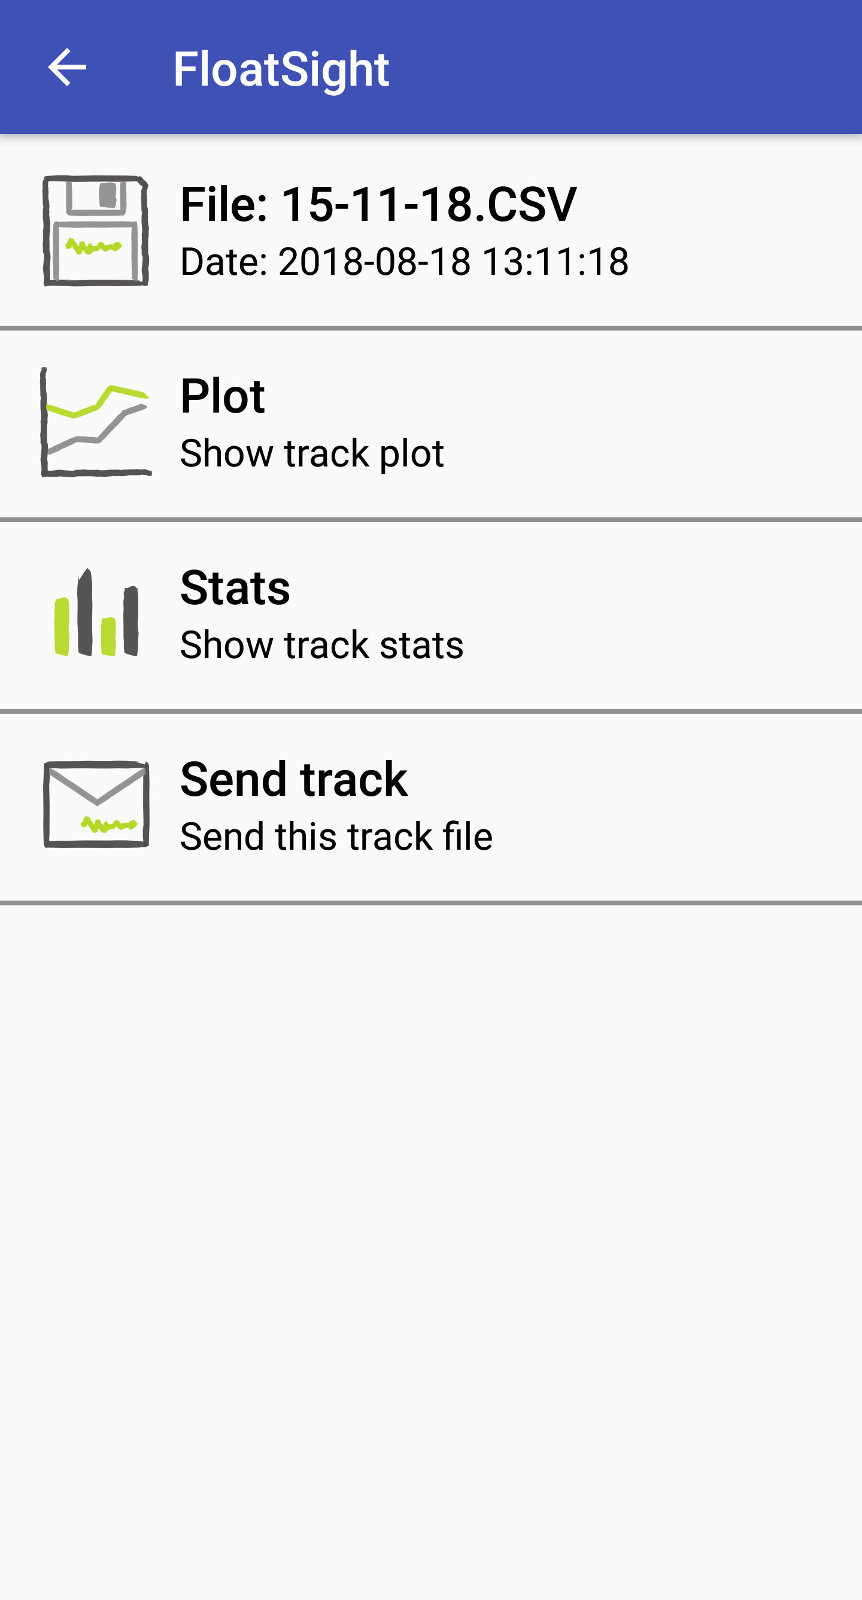 FloatSight
File: 15-11-18.CSV
Date: 2018-08-18 13:11:18
Plot
Show track plot
Stats
Show track stats
Send track
Send this track file